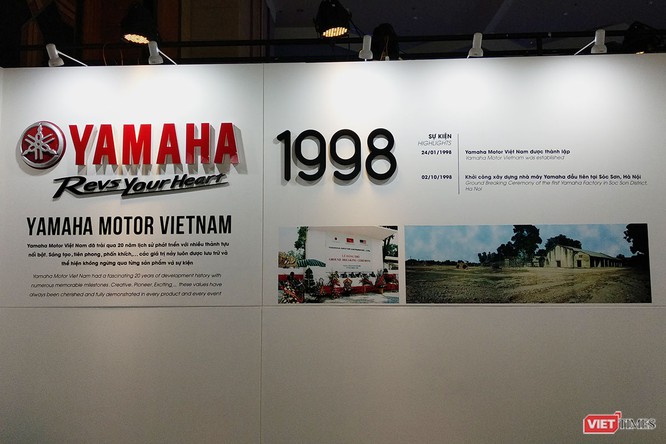 YAMAHA
Revs Your Heart
YAMAHA MOTOR VIETNAM
Yamaha Motor Việt Nam đã trải qua 20 năm lịch sử phát triển với nhiều thành tựu
nổi bật, Sáng tạo, tiên phong, phấn khích,... các giá trị này luôn được lưu trữ và
thể hiện không ngừng qua từng sản phẩm và sự kiện
Yamaha Motor Viet Nam had a fascinating 20 years of development history with
numerous memorable milestones. Creative, Pioneer, Exciting,... these values have
always been cherished and fully demonstrated in every product and every event
1998
SỰ KIỆN
HIGHLIGHTS
24/01/1998
Yamaha Motor Việt Nam được thành lập
Yamaha Motor Vietnam was established
02/10/1998
Khởi công xây dựng nhà máy Yamaha đầu tiên tại Sóc Sơn, Hà Nội
Ground Breaking Ceremony of the first Yamaha Factory in Soc Son District,
Ha Noi
VIETTIMES